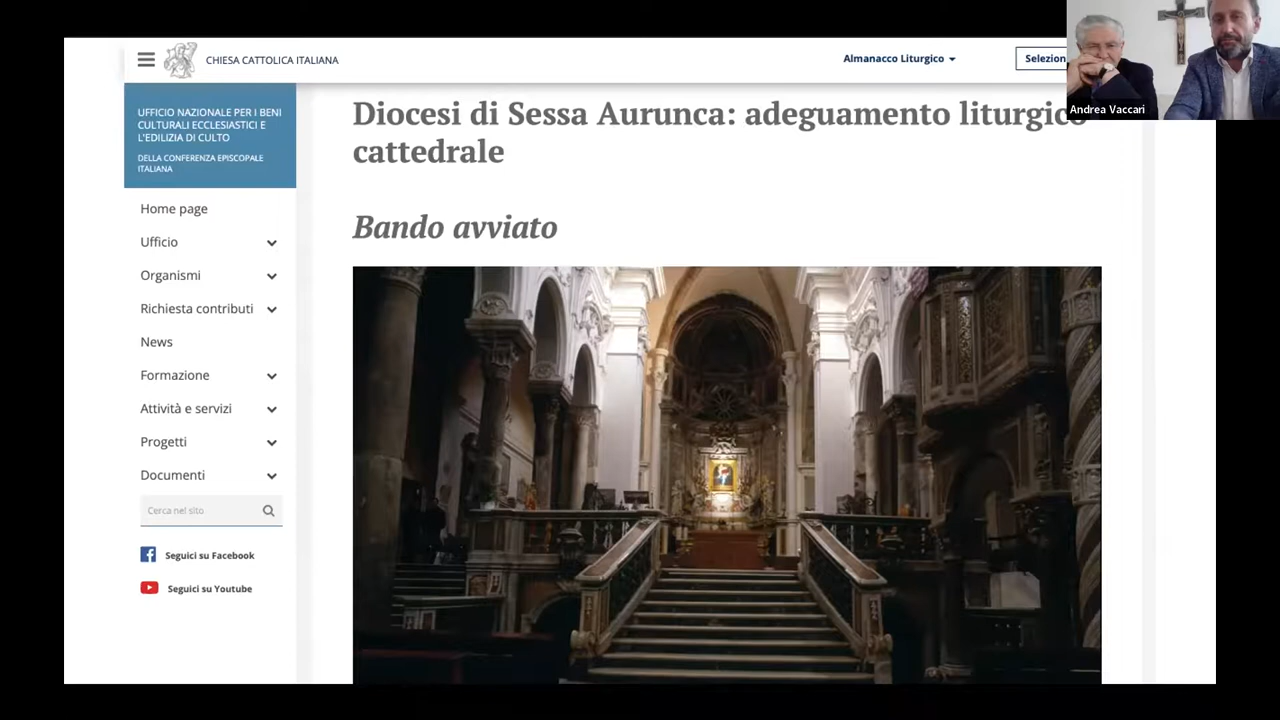 CHIESA CATTOLICA ITALIANA
Almanacco Liturgico
Selezion
Andrea Vaccari
UFFICIO NAZIONALE PER I BENI
CULTURALI ECCLESIASTICI E
L'EDILIZIA DI CULTO
DELLA CONFERENZA EPISCOPALE
ITALIANA
Home page
Ufficio
Organismi
Richiesta contributi
News
Formazione
Attività e servizi
Progetti
Documenti
Cerca nel sito
Seguici su Facebook
Seguici su Youtube
Diocesi di Sessa Aurunca: adeguamento liturgico
cattedrale
Bando avviato